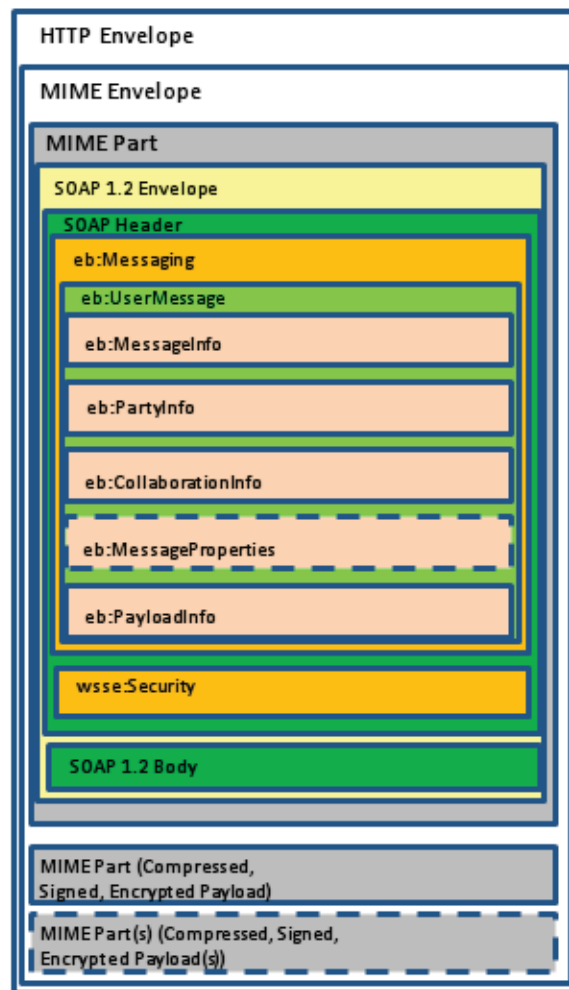 HTTP Envelope
MIME Envelope
MIME Part
SOAP 1.2 Envelope
SOAP Header
eb:Messaging
eb:UserMessage
eb:MessageInfo
eb:PartyInfo
eb:CollaborationInfo
eb:MessageProperties
eb:PayloadInfo
wsse:Security
SOAP 1.2 Body
MIME Part (Compressed,
Signed, Encrypted Payload)
MIME Part(s) (Compressed, Signed,
Encrypted Payload(s))